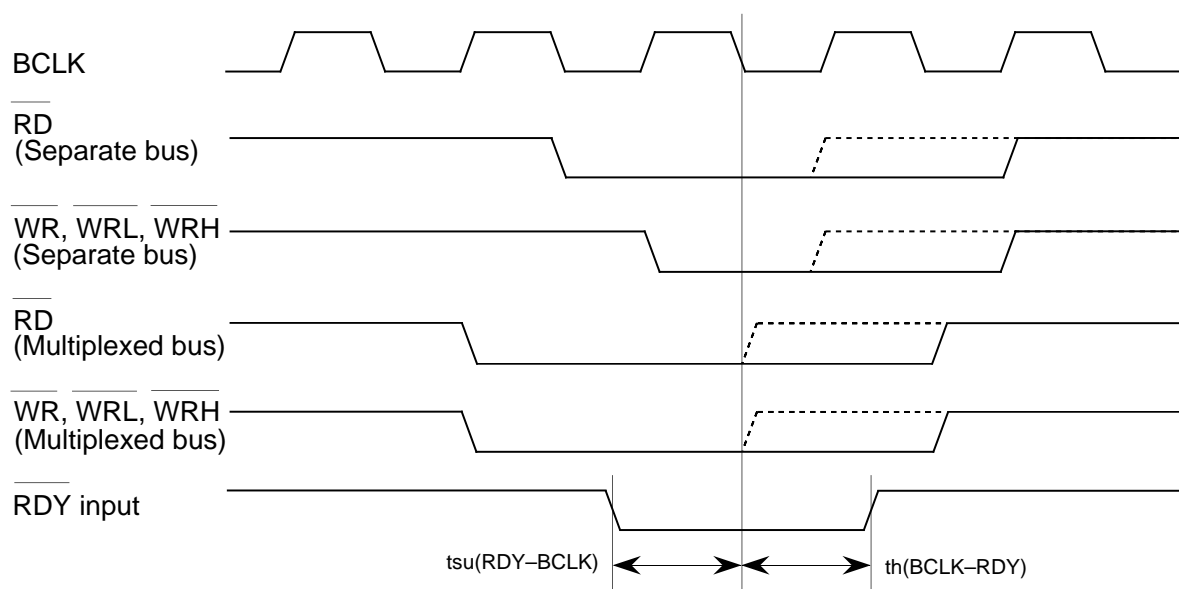 BCLK
RD
(Separate bus)
WR, WRL, WRH
(Separate bus)
RD
(Multiplexed bus)
WR, WRL, WRH
(Multiplexed bus)
RDY input
tsu(RDY–BCLK)
th(BCLK–RDY)